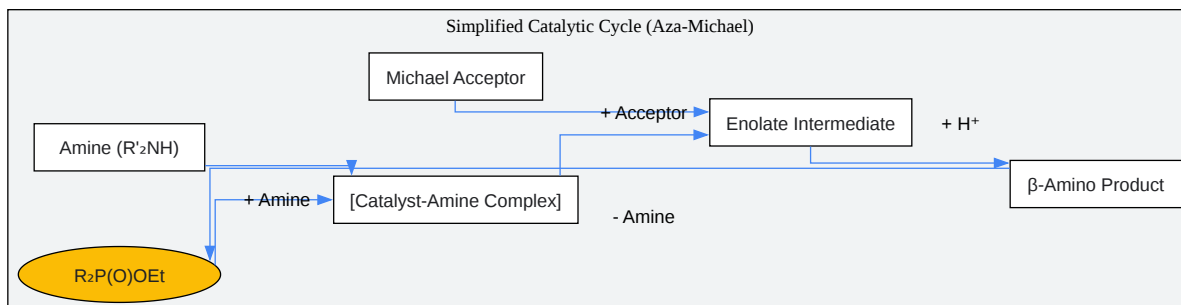 Simplified Catalytic Cycle (Aza-Michael)
Michael Acceptor
+ Acceptor
Enolate Intermediate
+ H⁺
Amine (R'₂NH)
β-Amino Product
+ Amine
[Catalyst-Amine Complex]
- Amine
R₂P(O)OEt